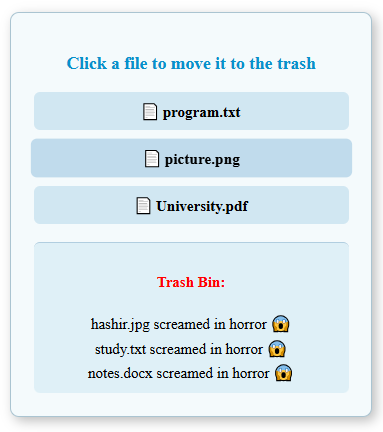 Click a file to move it to the trash
📄 program.txt
📄 picture.png
📄 University.pdf
Trash Bin:
hashir.jpg screamed in horror 😱
study.txt screamed in horror 😱
notes.docx screamed in horror 😱